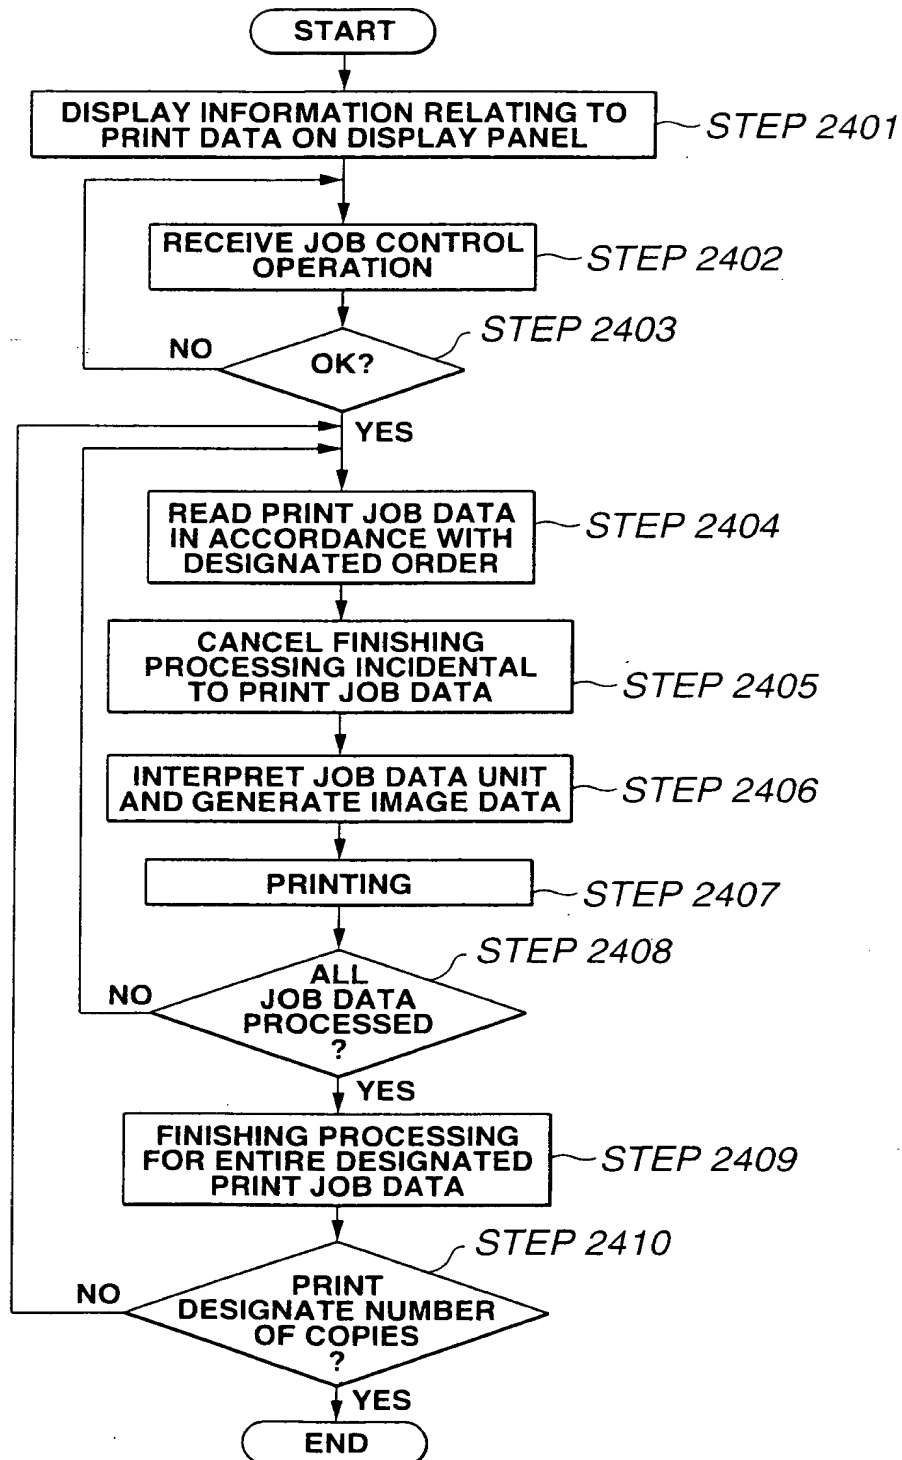 START
DISPLAY INFORMATION RELATING TO
PRINT DATA ON DISPLAY PANEL
STEP 2401
RECEIVE JOB CONTROL
OPERATION
STEP 2402
STEP 2403
NO
OK?
YES
READ PRINT JOB DATA
IN ACCORDANCE WITH
DESIGNATED ORDER
STEP 2404
CANCEL FINISHING
PROCESSING INCIDENTAL
TO PRINT JOB DATA
STEP 2405
INTERPRET JOB DATA UNIT
AND GENERATE IMAGE DATA
STEP 2406
PRINTING
STEP 2407
STEP 2408
NO
ALL
JOB DATA
PROCESSED
?
YES
FINISHING PROCESSING
FOR ENTIRE DESIGNATED
PRINT JOB DATA
STEP 2409
STEP 2410
NO
PRINT
DESIGNATE NUMBER
OF COPIES
?
YES
END